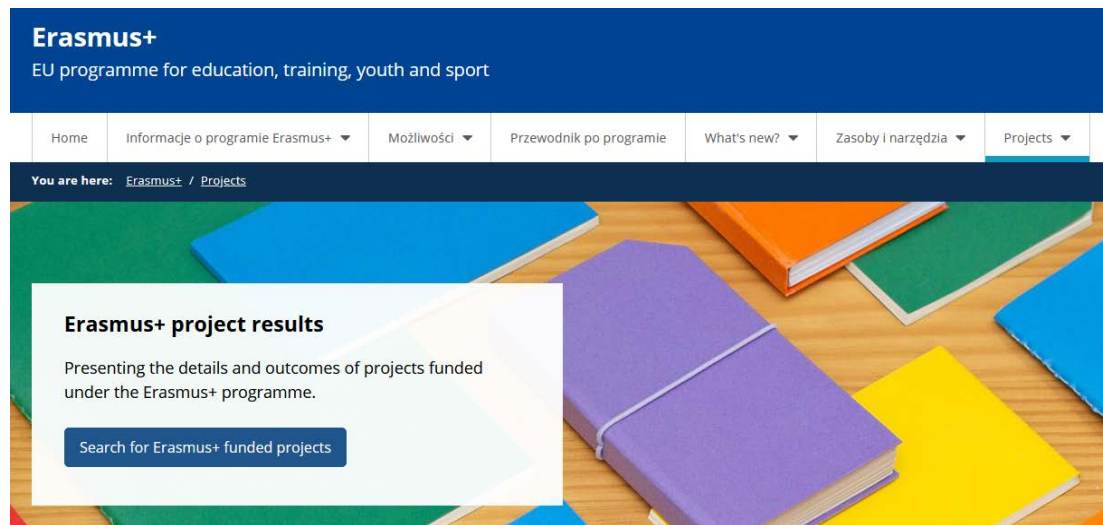 Erasmus+
EU programme for education, training, youth and sport
Home Informacje o programie Erasmus+ Możliwości Przewodnik po programie What's new? Zasoby i narzędzia Projects
You are here: Erasmus+ / Projects
Erasmus+ project results
Presenting the details and outcomes of projects funded
under the Erasmus+ programme.
Search for Erasmus+ funded projects